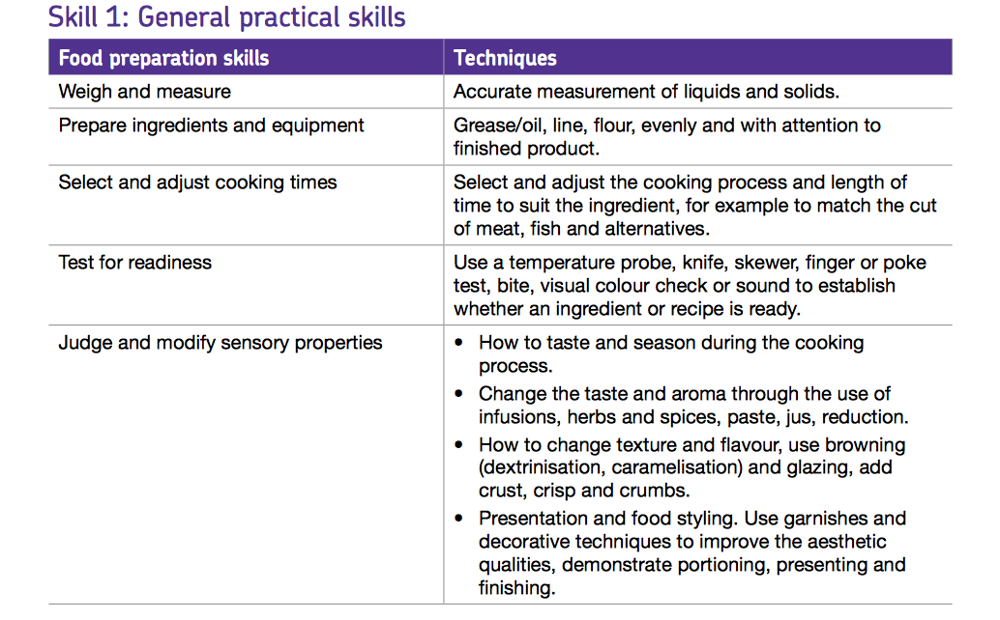 Skill 1: General practical skills
Food preparation skills
Techniques
Weigh and measure
Accurate measurement of liquids and solids.
Prepare ingredients and equipment
Grease/oil, line, flour, evenly and with attention to
finished product.
Select and adjust cooking times
Select and adjust the cooking process and length of
time to suit the ingredient, for example to match the cut
of meat, fish and alternatives.
Test for readiness
Use a temperature probe, knife, skewer, finger or poke
test, bite, visual colour check or sound to establish
whether an ingredient or recipe is ready.
Judge and modify sensory properties
• How to taste and season during the cooking
process.
• Change the taste and aroma through the use of
infusions, herbs and spices, paste, jus, reduction.
• How to change texture and flavour, use browning
(dextrinisation, caramelisation) and glazing, add
crust, crisp and crumbs.
• Presentation and food styling. Use garnishes and
decorative techniques to improve the aesthetic
qualities, demonstrate portioning, presenting and
finishing.